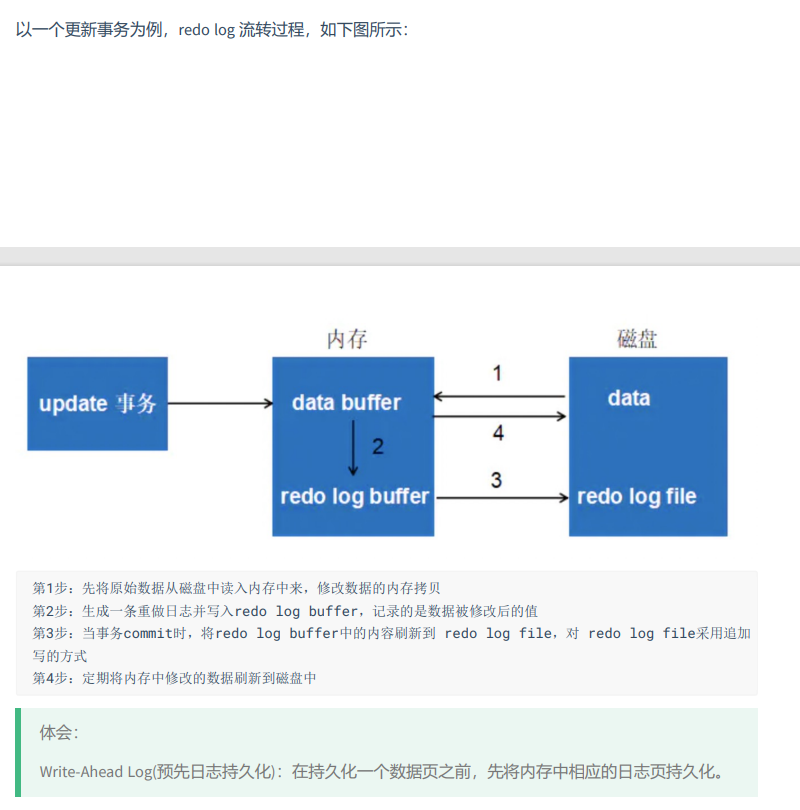 以一个更新事务为例，redo log 流转过程，如下图所示：
内存
磁盘
update 事务
data buffer
1
data
4
2
redo log buffer
3
redo log file
第1步：先将原始数据从磁盘中读入内存中来，修改数据的内存拷贝
第2步：生成一条重做日志并写入redo log buffer，记录的是数据被修改后的值
第3步：当事务commit时，将redo log buffer中的内容刷新到 redo log file，对 redo log file采用追加
写的方式
第4步：定期将内存中修改的数据刷新到磁盘中
体会：
Write-Ahead Log(预先日志持久化)：在持久化一个数据页之前，先将内存中相应的日志页持久化。